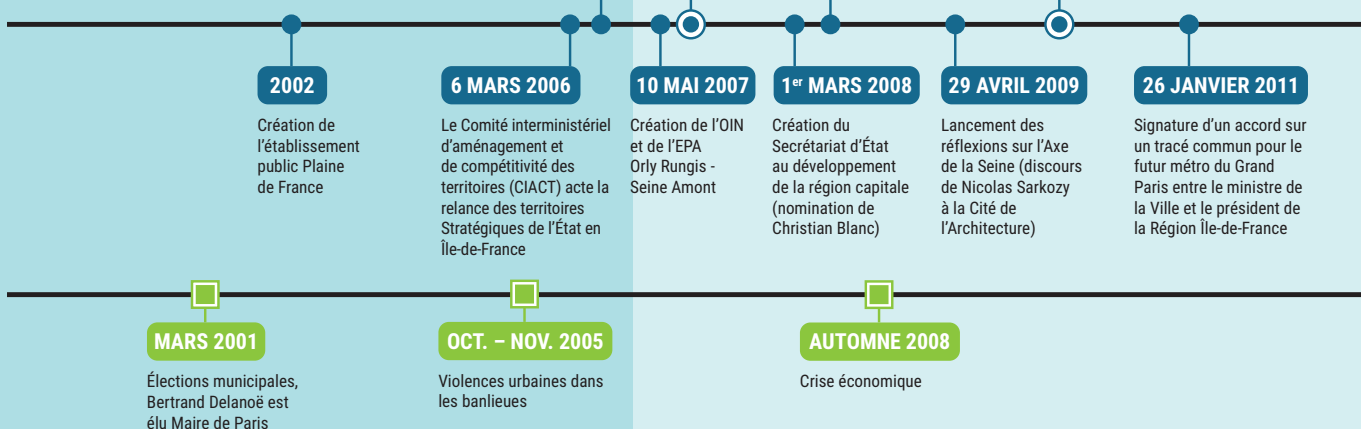 2002
Création de
l'établissement
public Plaine
de France
6 MARS 2006
Le Comité interministériel
d'aménagement et
de compétitivité des
territoires (CIACT) acte la
relance des territoires
Stratégiques de l'État en
Île-de-France
10 MAI 2007
Création de l'OIN
et de l'EPA
Orly Rungis -
Seine Amont
1er MARS 2008
Création du
Secrétariat d'État
au développement
de la région capitale
(nomination de
Christian Blanc)
29 AVRIL 2009
Lancement des
réflexions sur l'Axe
de la Seine (discours
de Nicolas Sarkozy
à la Cité de
l'Architecture)
26 JANVIER 2011
Signature d'un accord sur
un tracé commun pour le
futur métro du Grand
Paris entre le ministre de
la Ville et le président de
la Région Île-de-France
MARS 2001
Élections municipales,
Bertrand Delanoë est
élu Maire de Paris
OCT. – NOV. 2005
Violences urbaines dans
les banlieues
AUTOMNE 2008
Crise économique